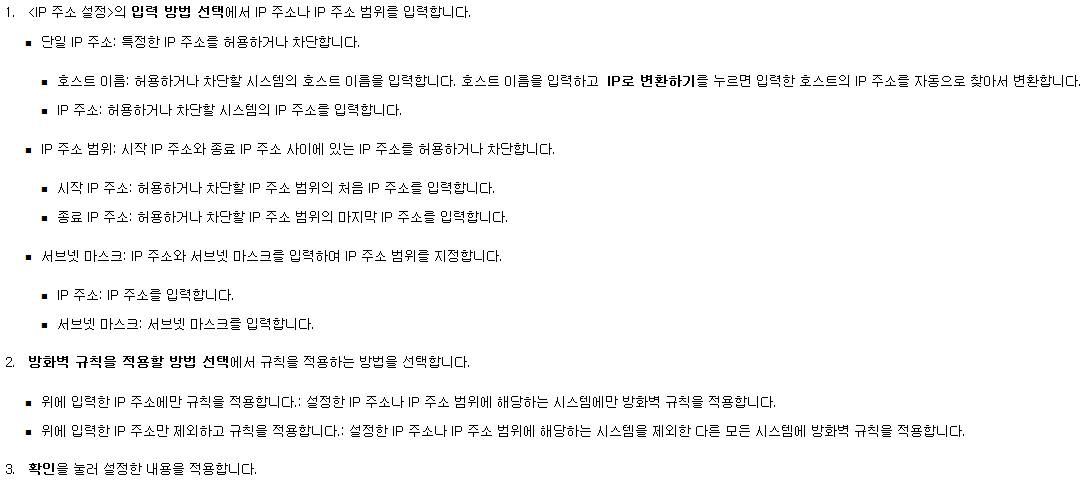 1. <IP 주소 설정>의 입력 방법 선택에서 IP 주소나 IP 주소 범위를 입력합니다.
▪ 단일 IP 주소: 특정한 IP 주소를 허용하거나 차단합니다.
▪ 호스트 이름: 허용하거나 차단할 시스템의 호스트 이름을 입력합니다. 호스트 이름을 입력하고 IP로 변환하기를 누르면 입력한 호스트의 IP 주소를 자동으로 찾아서 변환합니다.
▪ IP 주소: 허용하거나 차단할 시스템의 IP 주소를 입력합니다.
▪ IP 주소 범위: 시작 IP 주소와 종료 IP 주소 사이에 있는 IP 주소를 허용하거나 차단합니다.
▪ 시작 IP 주소: 허용하거나 차단할 IP 주소 범위의 처음 IP 주소를 입력합니다.
▪ 종료 IP 주소: 허용하거나 차단할 IP 주소 범위의 마지막 IP 주소를 입력합니다.
▪ 서브넷 마스크: IP 주소와 서브넷 마스크를 입력하여 IP 주소 범위를 지정합니다.
▪ IP 주소: IP 주소를 입력합니다.
▪ 서브넷 마스크: 서브넷 마스크를 입력합니다.
2. 방화벽 규칙을 적용할 방법 선택에서 규칙을 적용하는 방법을 선택합니다.
▪ 위에 입력한 IP 주소에만 규칙을 적용합니다.: 설정한 IP 주소나 IP 주소 범위에 해당하는 시스템에만 방화벽 규칙을 적용합니다.
▪ 위에 입력한 IP 주소만 제외하고 규칙을 적용합니다.: 설정한 IP 주소나 IP 주소 범위에 해당하는 시스템을 제외한 다른 모든 시스템에 방화벽 규칙을 적용합니다.
3. 확인을 눌러 설정한 내용을 적용합니다.